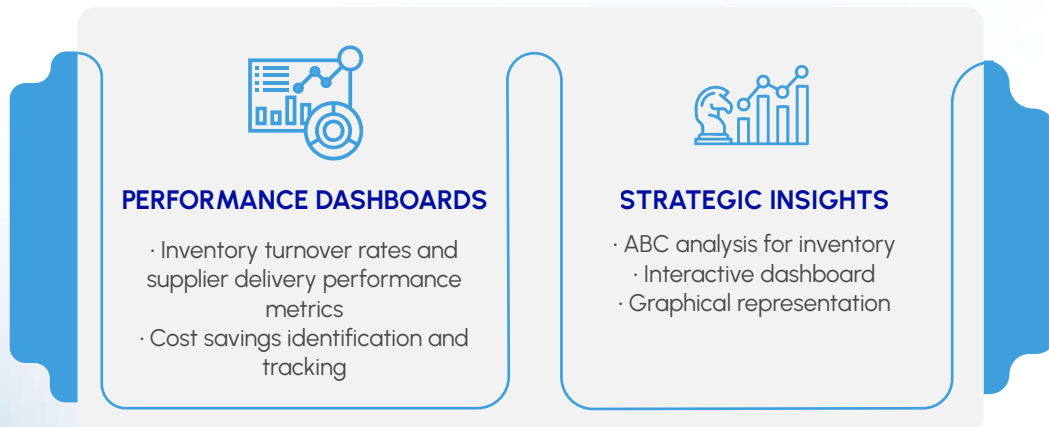 PERFORMANCE DASHBOARDS
· Inventory turnover rates and
supplier delivery performance
metrics
· Cost savings identification and
tracking
STRATEGIC INSIGHTS
· ABC analysis for inventory
· Interactive dashboard
· Graphical representation